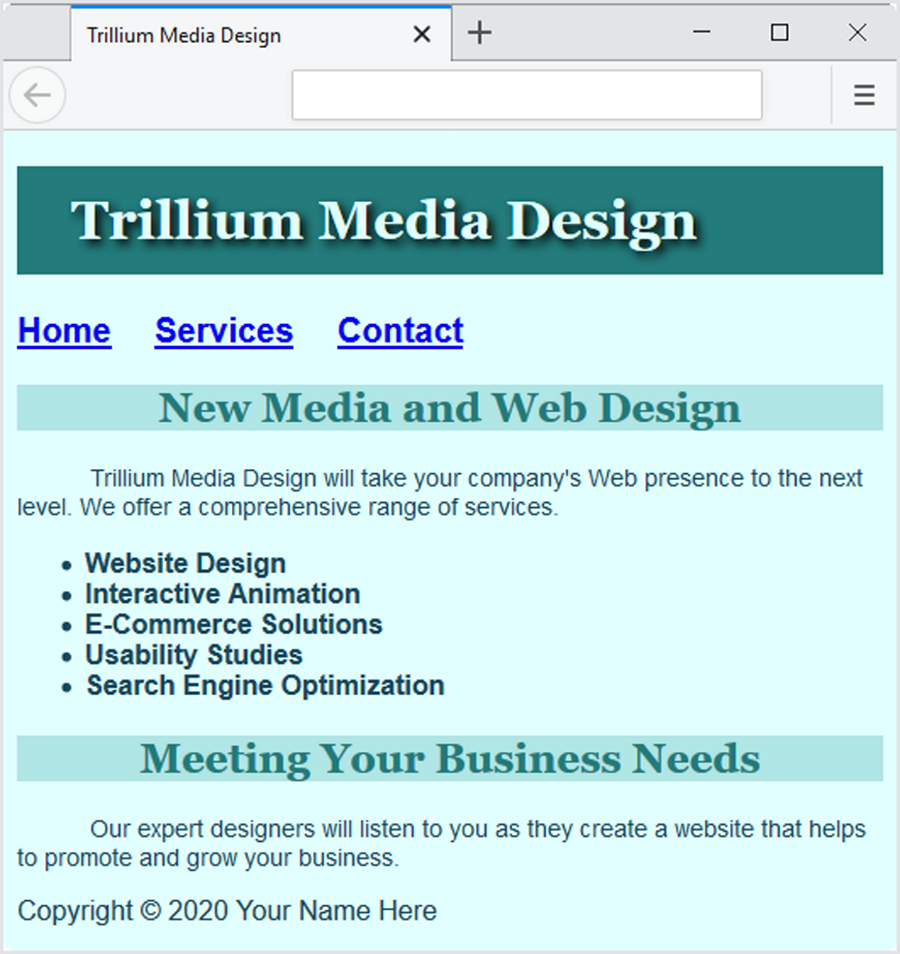 Trillium Media Design
Trillium Media Design
Home Services Contact
New Media and Web Design
Trillium Media Design will take your company's Web presence to the next
level. We offer a comprehensive range of services.
Website Design
Interactive Animation
E-Commerce Solutions
Usability Studies
Search Engine Optimization
Meeting Your Business Needs
Our expert designers will listen to you as they create a website that helps
to promote and grow your business.
Copyright © 2020 Your Name Here